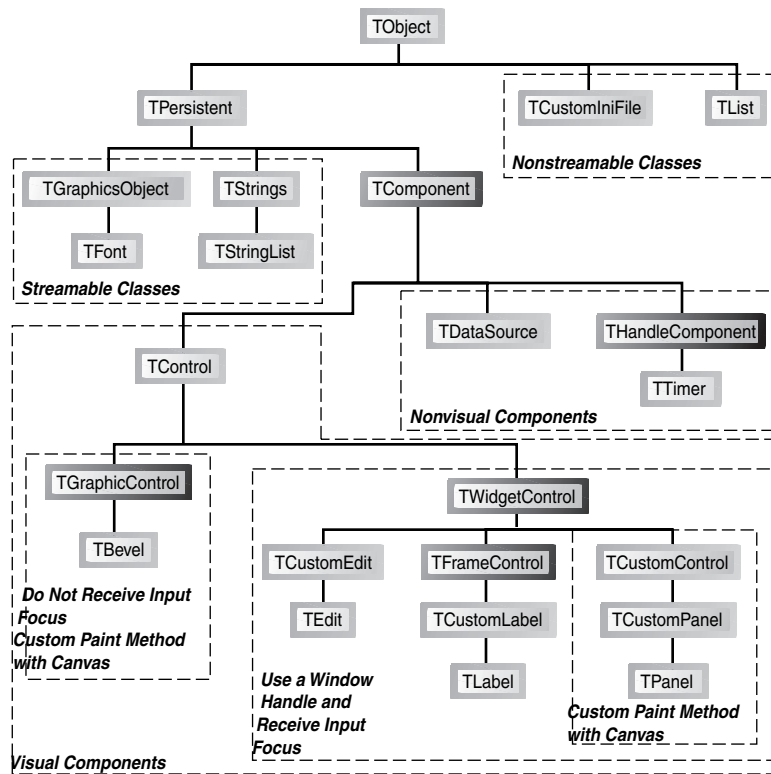 TObject
TPersistent
TCustomIniFile
TList
Nonstreamable Classes
TGraphicsObject
TStrings
TComponent
TFont
TStringList
Streamable Classes
TDataSource
THandleComponent
TControl
TTimer
Nonvisual Components
TGraphicControl
TWidgetControl
TBevel
TCustomEdit
TFrameControl
TCustomControl
Do Not Receive Input
Focus
Custom Paint Method
with Canvas
TEdit
TCustomLabel
TCustomPanel
Use a Window
Handle and
Receive Input
Focus
TLabel
TPanel
Custom Paint Method
with Canvas
Visual Components